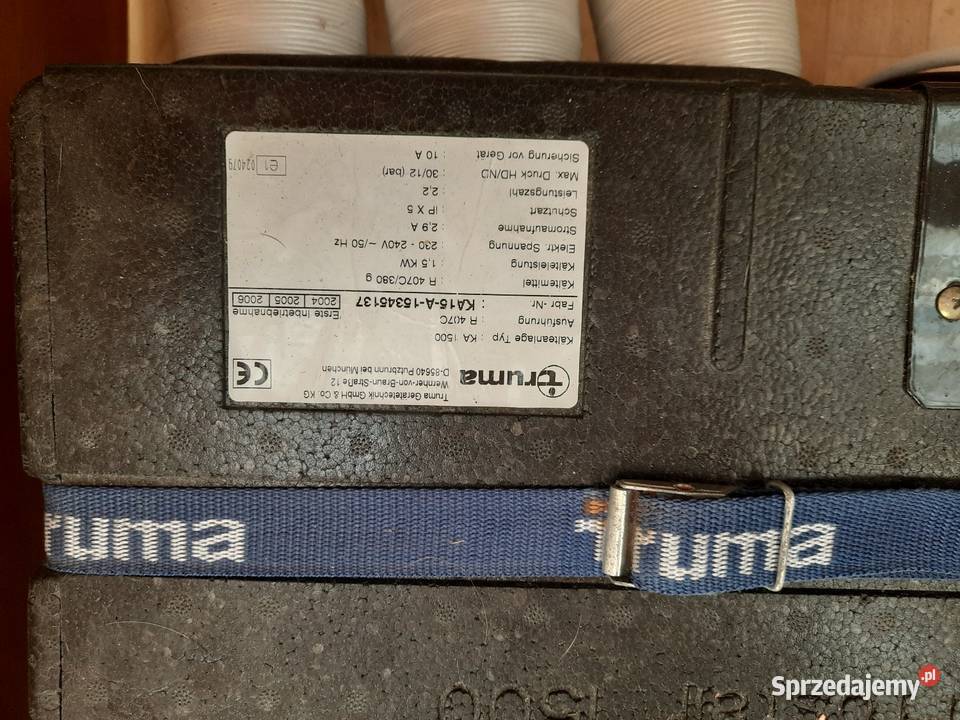 truma
Truma Gerätetechnik GmbH & Co. KG
Wernher-von-Braun-Straße 12
D-85640 Putzbrunn bei München
CE
Kälteanlage Typ : KA 1500
Ausführung : R 407C
Fabr.-Nr. : KA15-A-15345137
Erste Inbetriebnahme
2004 2005 2006
Kältemittel : R 407C/380 g
Kälteleistung : 1,5 KW
Elektr. Spannung : 230 - 240V ~/50 Hz
Stromaufnahme : 2,9 A
Schutzart : IP X 5
Leistungszahl : 2,2
Max. Druck HD/ND : 30/12 (bar)
Sicherung vor Gerät : 10 A
e1 024079
truma
truma
1500
Sprzedajemy.pl